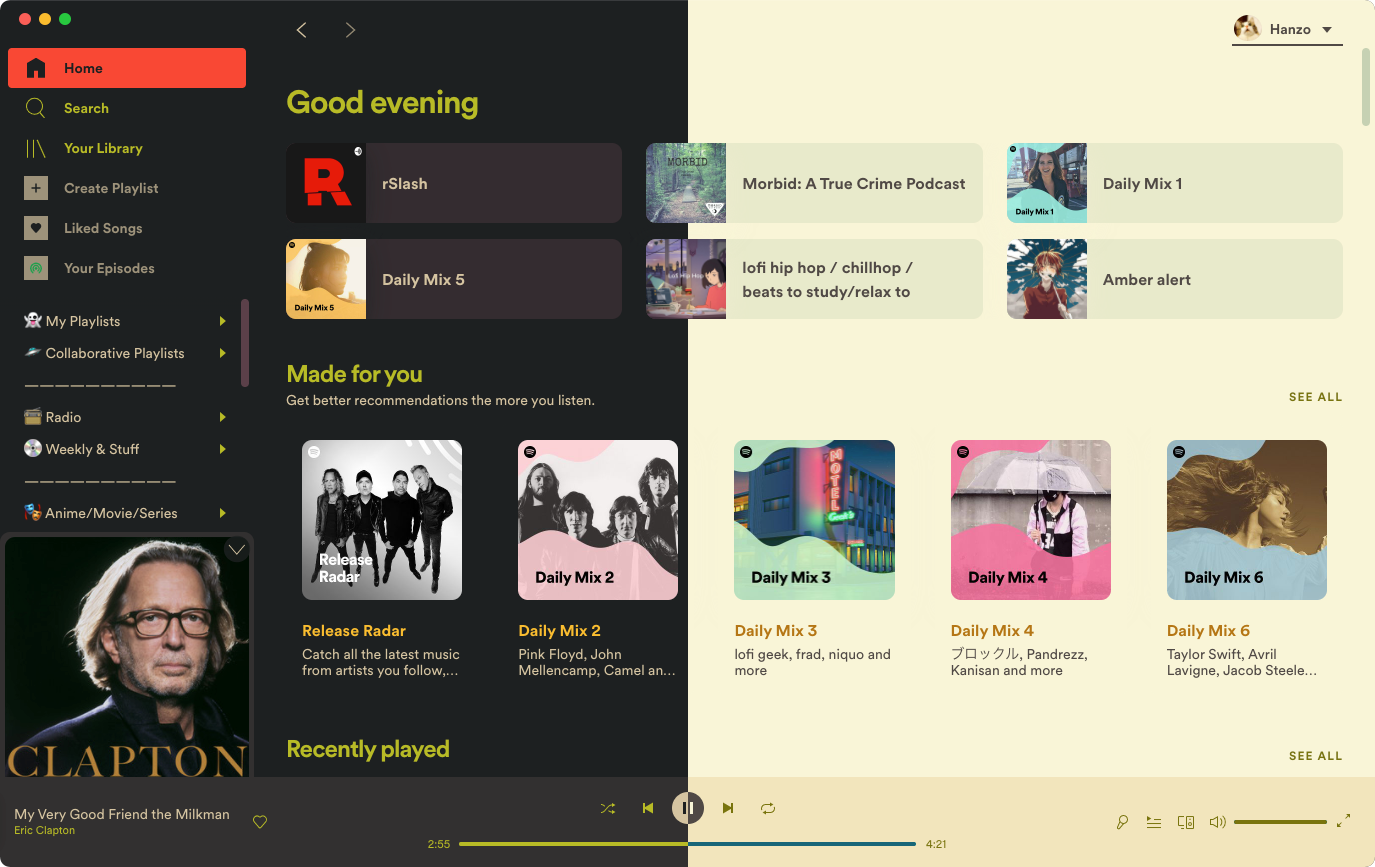 Hanzo
Home
Search
Your Library
Create Playlist
Liked Songs
Your Episodes
My Playlists
Collaborative Playlists
——————————
Radio
Weekly & Stuff
——————————
Anime/Movie/Series
CLAPTON
Good evening
rSlash
MORBID
Morbid: A True Crime Podcast
Daily Mix 1
Daily Mix 1
Daily Mix 5
Daily Mix 5
lofi Hip Hop
lofi hip hop / chillhop /
beats to study/relax to
Amber alert
Made for you
Get better recommendations the more you listen.
SEE ALL
Release
Radar
Daily Mix 2
MOTEL
Daily Mix 3
Daily Mix 4
Daily Mix 6
Release Radar
Catch all the latest music
from artists you follow,...
Daily Mix 2
Pink Floyd, John
Mellencamp, Camel an...
Daily Mix 3
lofi geek, frad, niquo and
more
Daily Mix 4
ブロックル, Pandrezz,
Kanisan and more
Daily Mix 6
Taylor Swift, Avril
Lavigne, Jacob Steele...
Recently played
SEE ALL
My Very Good Friend the Milkman
Eric Clapton
2:55
4:21